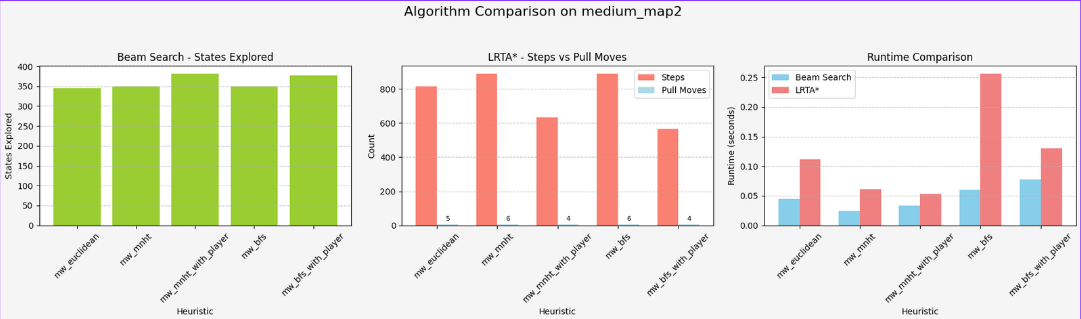 Algorithm Comparison on medium_map2
Beam Search - States Explored
States Explored
400
350
300
250
200
150
100
50
0
mw_euclidean
mw_mnht
mw_mnht_with_player
mw_bfs
mw_bfs_with_player
Heuristic
LRTA* - Steps vs Pull Moves
Steps
Pull Moves
Count
800
600
400
200
0
5
6
4
6
4
mw_euclidean
mw_mnht
mw_mnht_with_player
mw_bfs
mw_bfs_with_player
Heuristic
Runtime Comparison
Beam Search
LRTA*
Runtime (seconds)
0.25
0.20
0.15
0.10
0.05
0.00
mw_euclidean
mw_mnht
mw_mnht_with_player
mw_bfs
mw_bfs_with_player
Heuristic